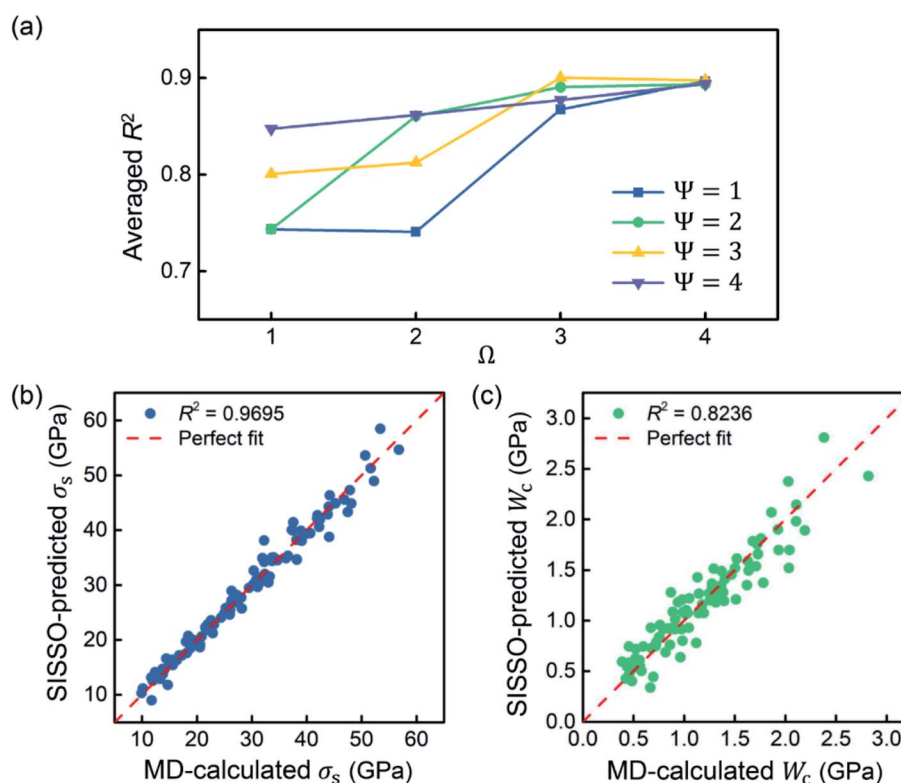 (a)
Averaged R²
0.9
0.8
0.7
Ψ = 1
Ψ = 2
Ψ = 3
Ψ = 4
1 2 3 4
Ω
(b)
SISSO-predicted σₛ (GPa)
60
50
40
30
20
10
R² = 0.9695
Perfect fit
10 20 30 40 50 60
MD-calculated σₛ (GPa)
(c)
SISSO-predicted W_c (GPa)
3.0
2.5
2.0
1.5
1.0
0.5
0.0
R² = 0.8236
Perfect fit
0.0 0.5 1.0 1.5 2.0 2.5 3.0
MD-calculated W_c (GPa)